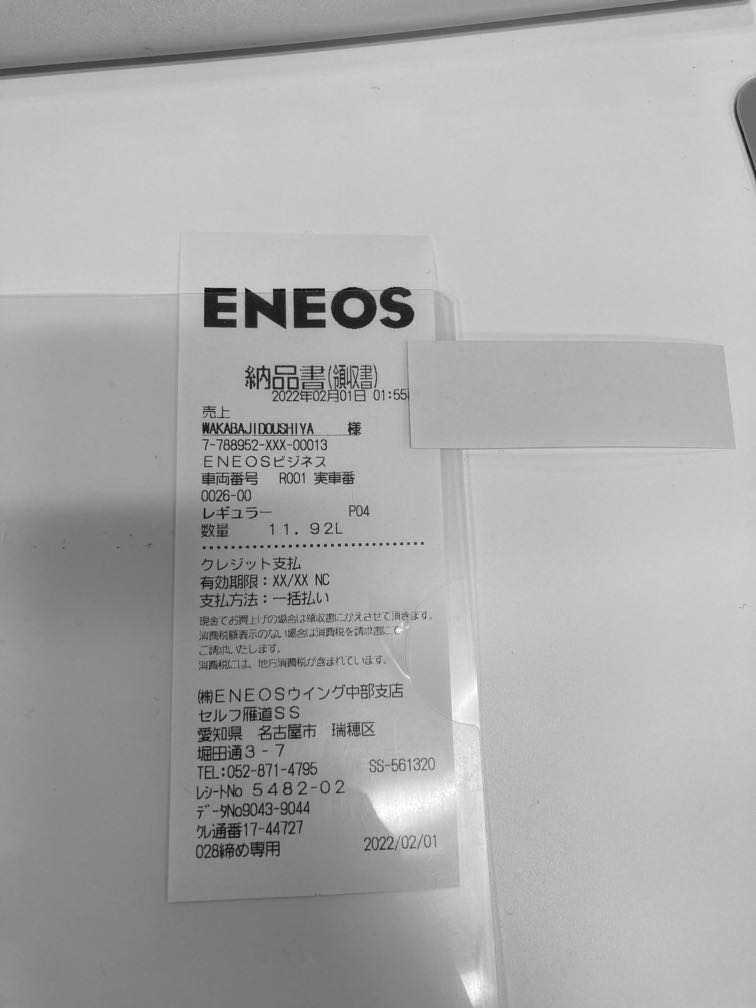 ENEOS
納品書(領収書)
2022年02月01日 01:55
売上
WAKABAJIDOUSHIYA 様
7-788952-XXX-00013
ENEOSビジネス
車両番号 R001 実車番
0026-00
レギュラー P04
数量 11.92L
クレジット支払
有効期限:XX/XX NC
支払方法:一括払い
現金でお買上げの場合は領収書にかえさせて頂きます。
消費税額表示のない場合は消費税を請求書にて
ご請求いたします。
消費税には、地方消費税が含まれています。
㈱ENEOSウイング中部支店
セルフ雁道SS
愛知県 名古屋市 瑞穂区
堀田通3-7
TEL:052-871-4795 SS-561320
レシートNo 5482-02
データNo9043-9044
クレ通番17-44727
028締め専用 2022/02/01